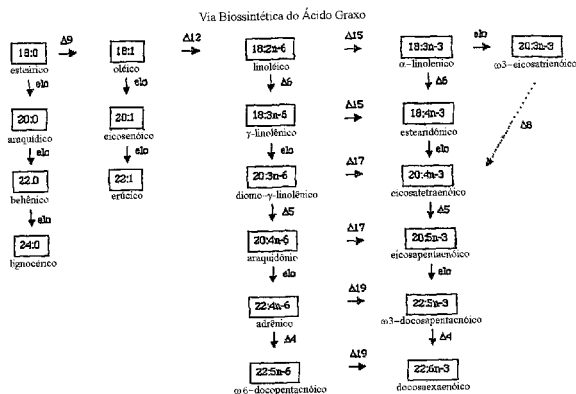 Via Biossintética do Ácido Graxo
Δ9 Δ12 Δ15 elo
18:0 18:1 18:2n-6 18:3n-3 20:3n-3
esteárico oléico linoléico α-linolênico ω3-eicosatrienóico
elo elo Δ6 Δ6
Δ15 Δ8
20:0 20:1 18:3n-6 18:4n-3
araquídico eicosenóico γ-linolênico estearidônico
elo elo elo elo
Δ17
22:0 22:1 20:3n-6 20:4n-3
behênico erúcico diomo-γ-linolênico eicosatetraenóico
elo Δ5 Δ5
Δ17
24:0 20:4n-6 20:5n-3
lignocérico araquidônio eicosapentaenóico
elo elo
Δ19
22:4n-6 22:5n-3
adrênico ω3-docosapentaenóico
Δ4 Δ4
Δ19
22:5n-6 22:6n-3
ω6-docopentanóico docosaexaenóico